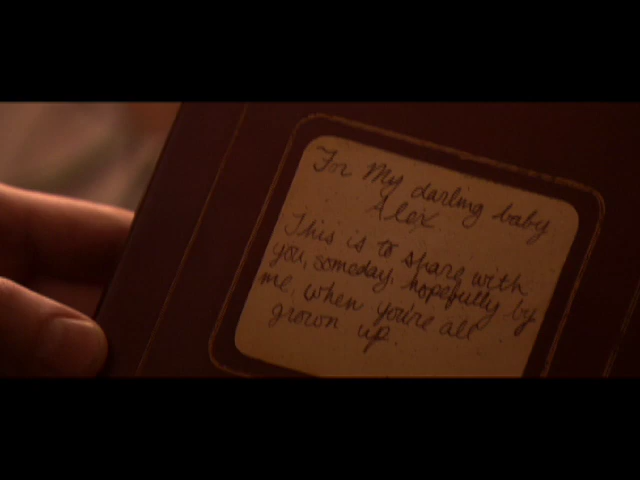 For My darling baby
Alex
This is to share with
you, someday, hopefully by
me, when you're all
grown up.